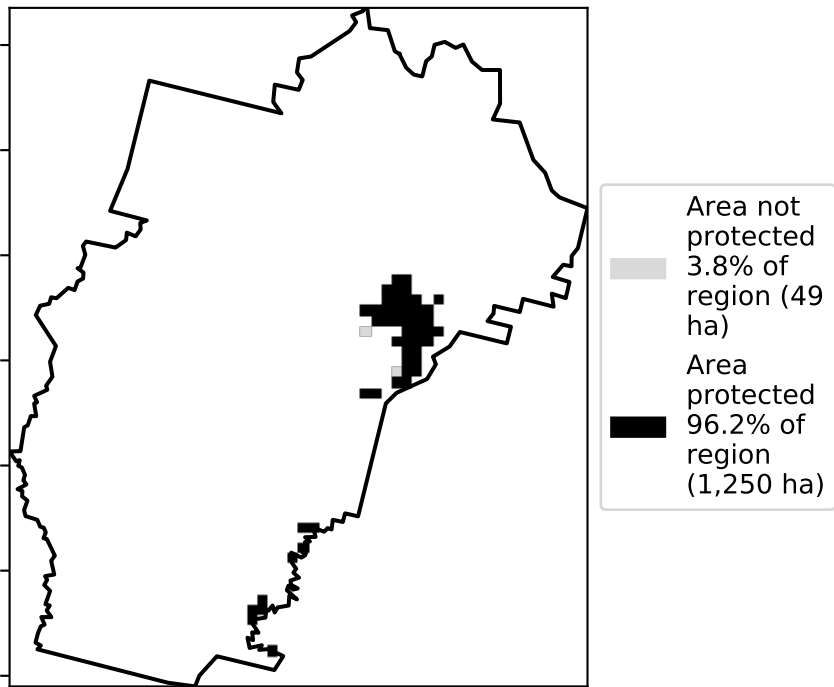 Area not
protected
3.8% of
region (49
ha)
Area
protected
96.2% of
region
(1,250 ha)